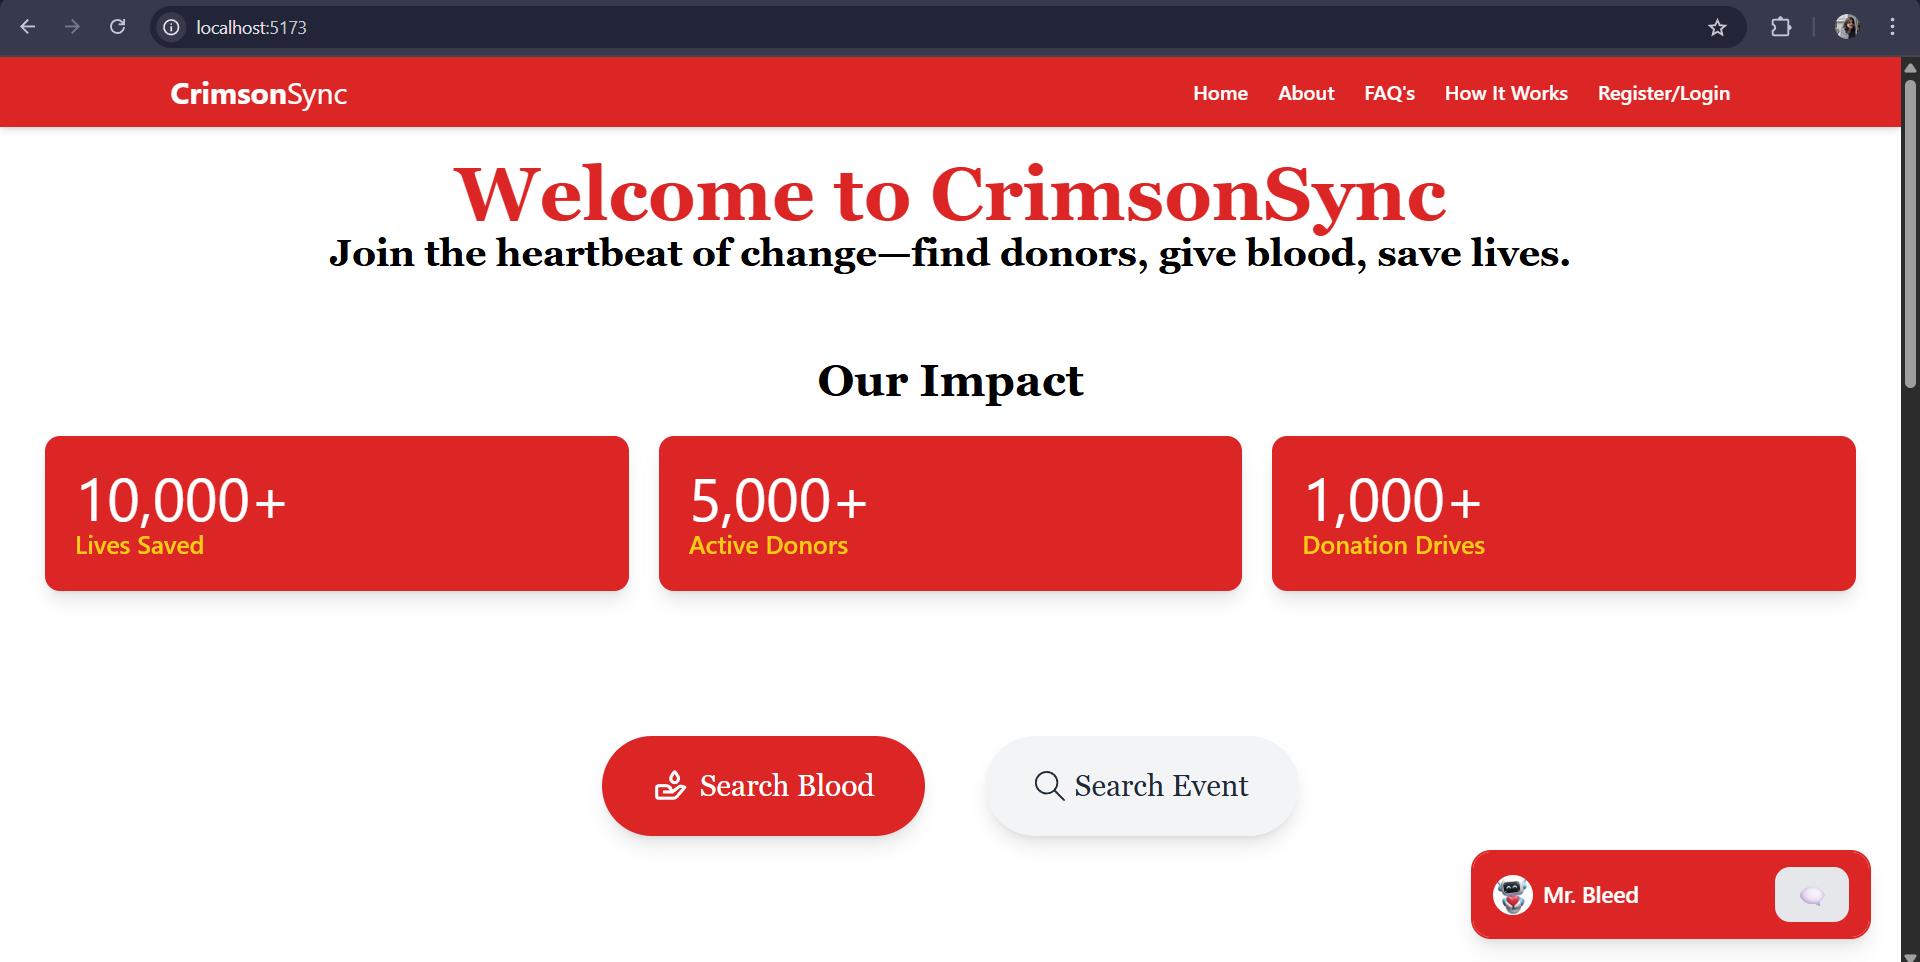 localhost:5173
CrimsonSync
Home About FAQ's How It Works Register/Login
Welcome to CrimsonSync
Join the heartbeat of change—find donors, give blood, save lives.
Our Impact
10,000+
Lives Saved
5,000+
Active Donors
1,000+
Donation Drives
Search Blood
Search Event
Mr. Bleed